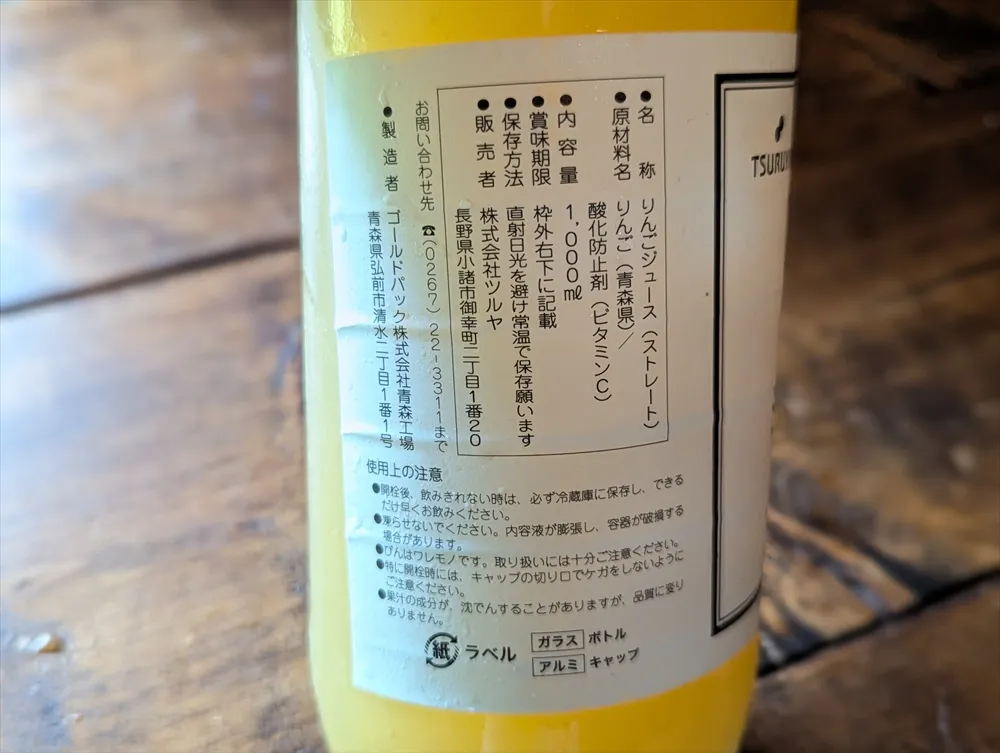 ●名称 りんごジュース（ストレート）
●原材料名 りんご（青森県）／
酸化防止剤（ビタミンC）
●内容量 1,000㎖
●賞味期限 枠外右下に記載
●保存方法 直射日光を避け常温で保存願います
●販売者 株式会社ツルヤ
長野県小諸市御幸町二丁目1番20
お問い合わせ先 ☎（0267）22-3311まで
●製造者 ゴールドパック株式会社青森工場
青森県弘前市清水二丁目1番1号
使用上の注意
●開栓後、飲みきれない時は、必ず冷蔵庫に保存し、できる
だけ早くお飲みください。
●凍らせないでください。内容液が膨張し、容器が破損する
場合があります。
●びんはワレモノです。取り扱いには十分ご注意ください。
●特に開栓時には、キャップの切り口でケガをしないように
ご注意ください。
●果汁の成分が、沈でんすることがありますが、品質に変り
ありません。
紙 ラベル
ガラス ボトル
アルミ キャップ